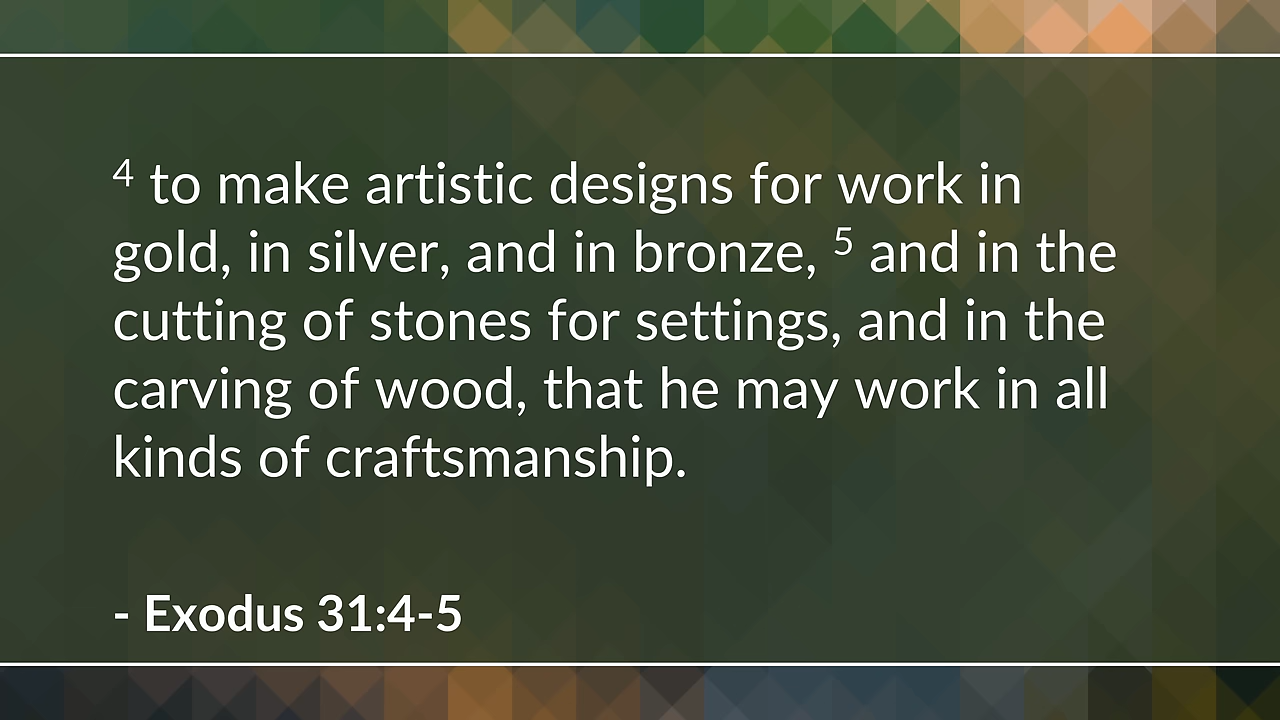 4 to make artistic designs for work in
gold, in silver, and in bronze, 5 and in the
cutting of stones for settings, and in the
carving of wood, that he may work in all
kinds of craftsmanship.
- Exodus 31:4-5